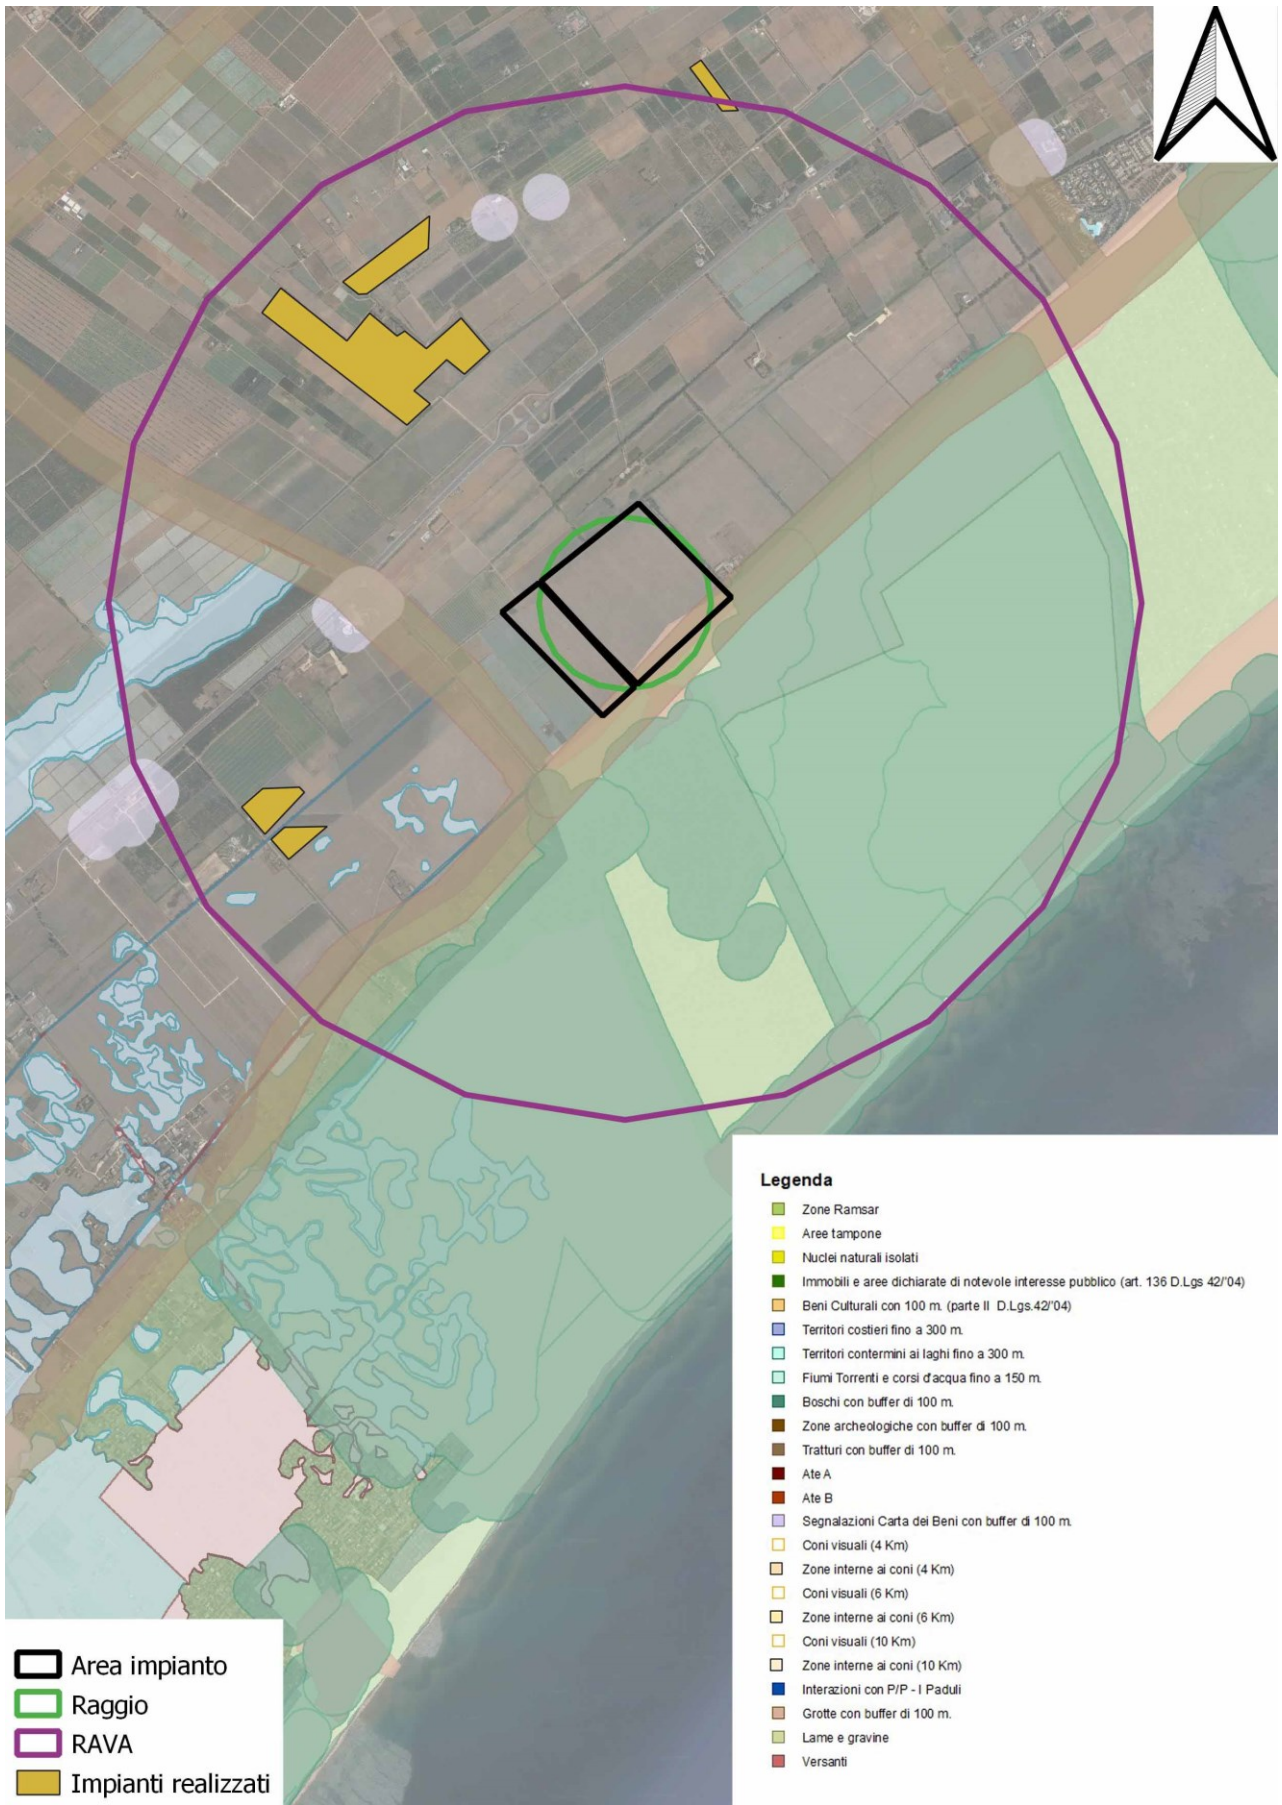 Legenda
Zone Ramsar
Aree tampone
Nuclei naturali isolati
Immobili e aree dichiarate di notevole interesse pubblico (art. 136 D.Lgs 42/'04)
Beni Culturali con 100 m. (parte II D.Lgs.42/'04)
Territori costieri fino a 300 m.
Territori contermini ai laghi fino a 300 m.
Fiumi Torrenti e corsi d'acqua fino a 150 m.
Boschi con buffer di 100 m.
Zone archeologiche con buffer di 100 m.
Tratturi con buffer di 100 m.
Ate A
Ate B
Segnalazioni Carta dei Beni con buffer di 100 m.
Coni visuali (4 Km)
Zone interne ai coni (4 Km)
Coni visuali (6 Km)
Zone interne ai coni (6 Km)
Coni visuali (10 Km)
Zone interne ai coni (10 Km)
Interazioni con P/P - I Paduli
Grotte con buffer di 100 m.
Lame e gravine
Versanti
Area impianto
Raggio
RAVA
Impianti realizzati